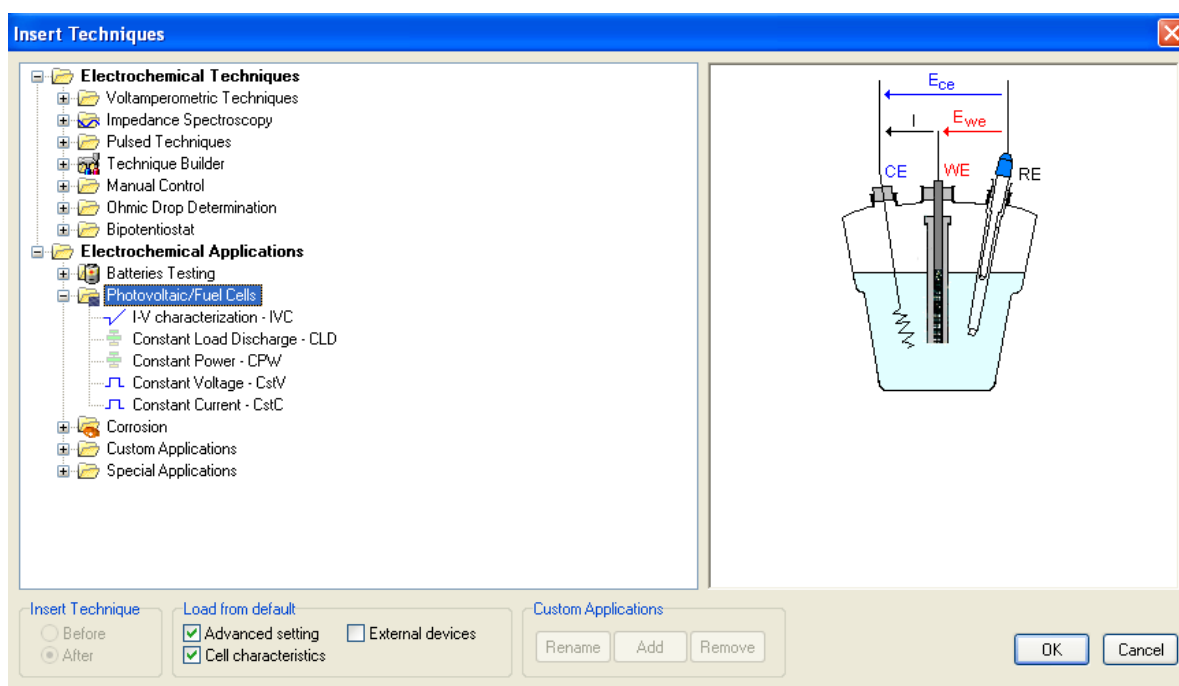 Insert Techniques
Electrochemical Techniques
Voltamperometric Techniques
Impedance Spectroscopy
Pulsed Techniques
Technique Builder
Manual Control
Ohmic Drop Determination
Bipotentiostat
Electrochemical Applications
Batteries Testing
Photovoltaic/Fuel Cells
I-V characterization - IVC
Constant Load Discharge - CLD
Constant Power - CPW
Constant Voltage - CstV
Constant Current - CstC
Corrosion
Custom Applications
Special Applications
Ece
I Ewe
CE WE RE
Insert Technique
Before
After
Load from default
Advanced setting External devices
Cell characteristics
Custom Applications
Rename Add Remove
OK Cancel